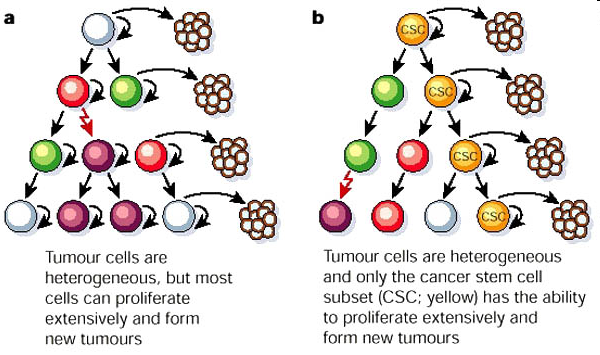 a
b
CSC
CSC
CSC
CSC
Tumour cells are
heterogeneous, but most
cells can proliferate
extensively and form
new tumours
Tumour cells are heterogeneous
and only the cancer stem cell
subset (CSC; yellow) has the ability
to proliferate extensively and
form new tumours